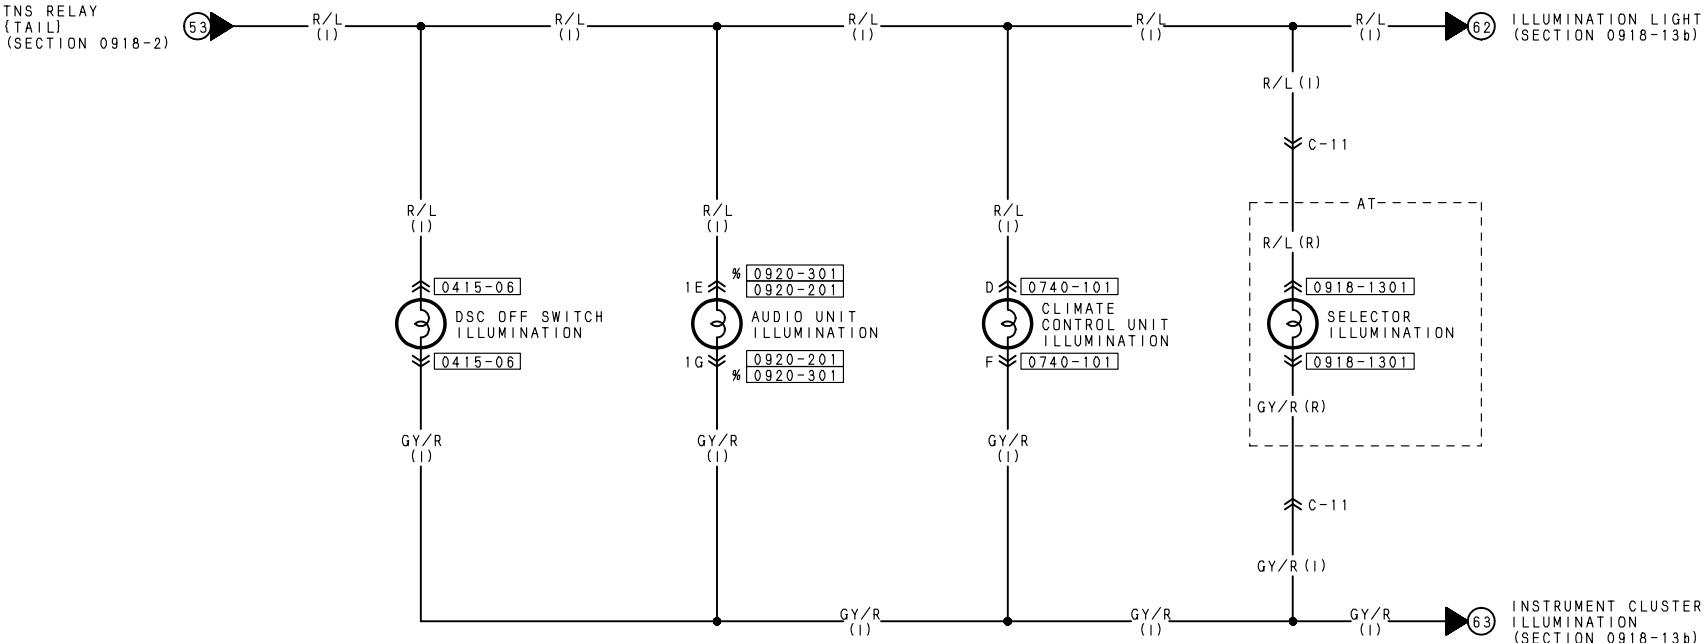 TNS RELAY
{TAIL}
(SECTION 0918-2)
53
R/L
(I)
R/L
(I)
R/L
(I)
R/L
(I)
R/L
(I)
62
ILLUMINATION LIGHT
(SECTION 0918-13b)
R/L(I)
C-11
R/L
(I)
R/L
(I)
R/L
(I)
AT
R/L(R)
0415-06
1E
% 0920-301
0920-201
D
0740-101
0918-1301
DSC OFF SWITCH
ILLUMINATION
AUDIO UNIT
ILLUMINATION
CLIMATE
CONTROL UNIT
ILLUMINATION
SELECTOR
ILLUMINATION
0415-06
1G
0920-201
% 0920-301
F
0740-101
0918-1301
GY/R(R)
GY/R
(I)
GY/R
(I)
GY/R
(I)
C-11
GY/R(I)
GY/R
(I)
GY/R
(I)
GY/R
(I)
63
INSTRUMENT CLUSTER
ILLUMINATION
(SECTION 0918-13b)